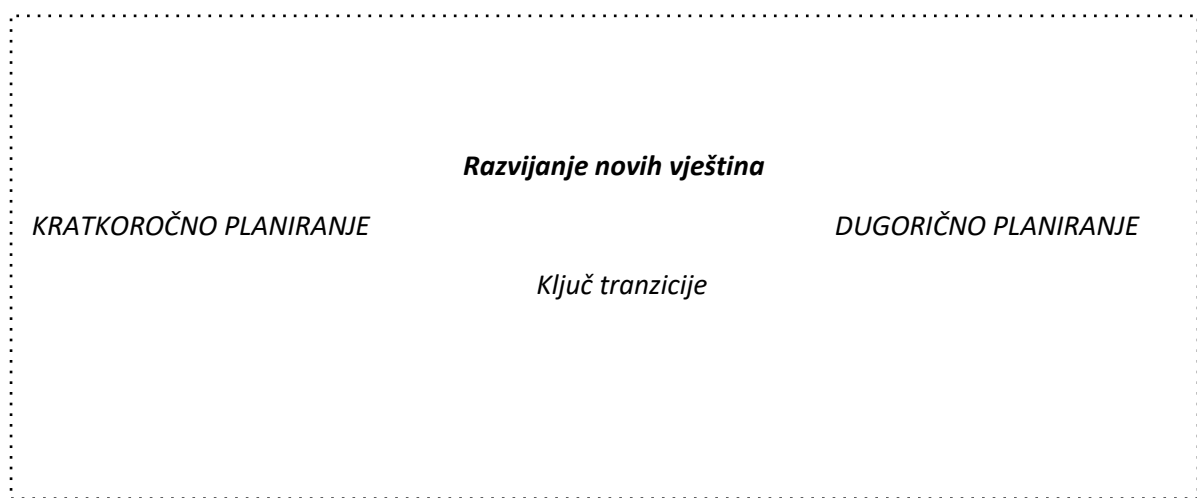 Razvijanje novih vještina
KRATKOROČNO PLANIRANJE DUGORIČNO PLANIRANJE
Ključ tranzicije